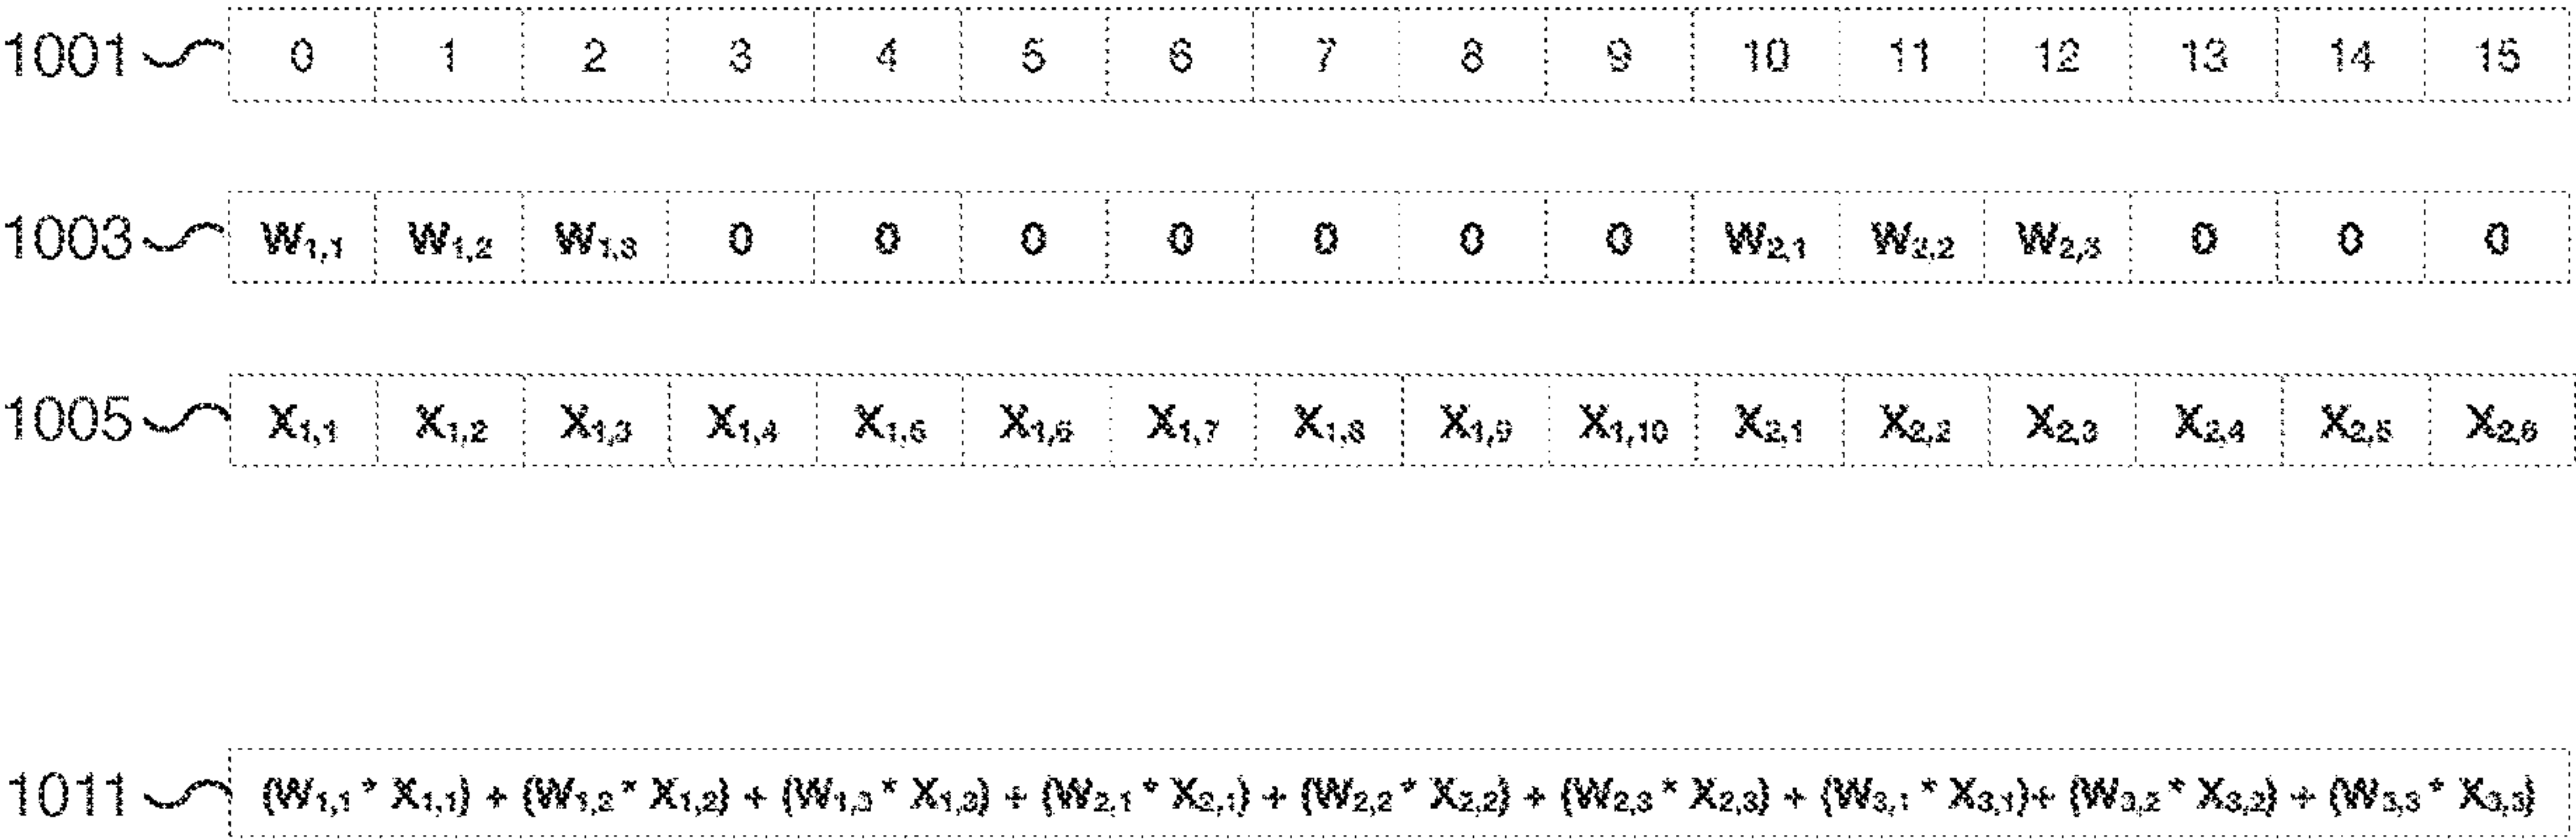 1001 0 1 2 3 4 5 6 7 8 9 10 11 12 13 14 15
1003 W1,1 W1,2 W1,3 0 0 0 0 0 0 0 W2,1 W2,2 W2,3 0 0 0
1005 X1,1 X1,2 X1,3 X1,4 X1,5 X1,6 X1,7 X1,8 X1,9 X1,10 X2,1 X2,2 X2,3 X2,4 X2,5 X2,6
1011 (W1,1 * X1,1) + (W1,2 * X1,2) + (W1,3 * X1,3) + (W2,1 * X2,1) + (W2,2 * X2,2) + (W2,3 * X2,3) + (W3,1 * X3,1)+ (W3,2 * X3,2) + (W3,3 * X3,3)